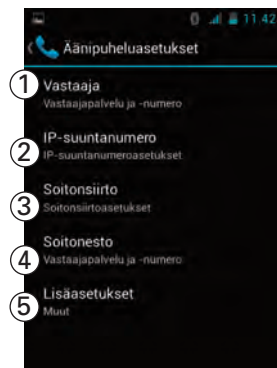 11.42
Äänipuheluasetukset
1 Vastaaja
Vastaajapalvelu ja -numero
2 IP-suuntanumero
IP-suuntanumeroasetukset
3 Soitonsiirto
Soitonsiirtoasetukset
4 Soitonesto
Vastaajapalvelu ja -numero
5 Lisäasetukset
Muut